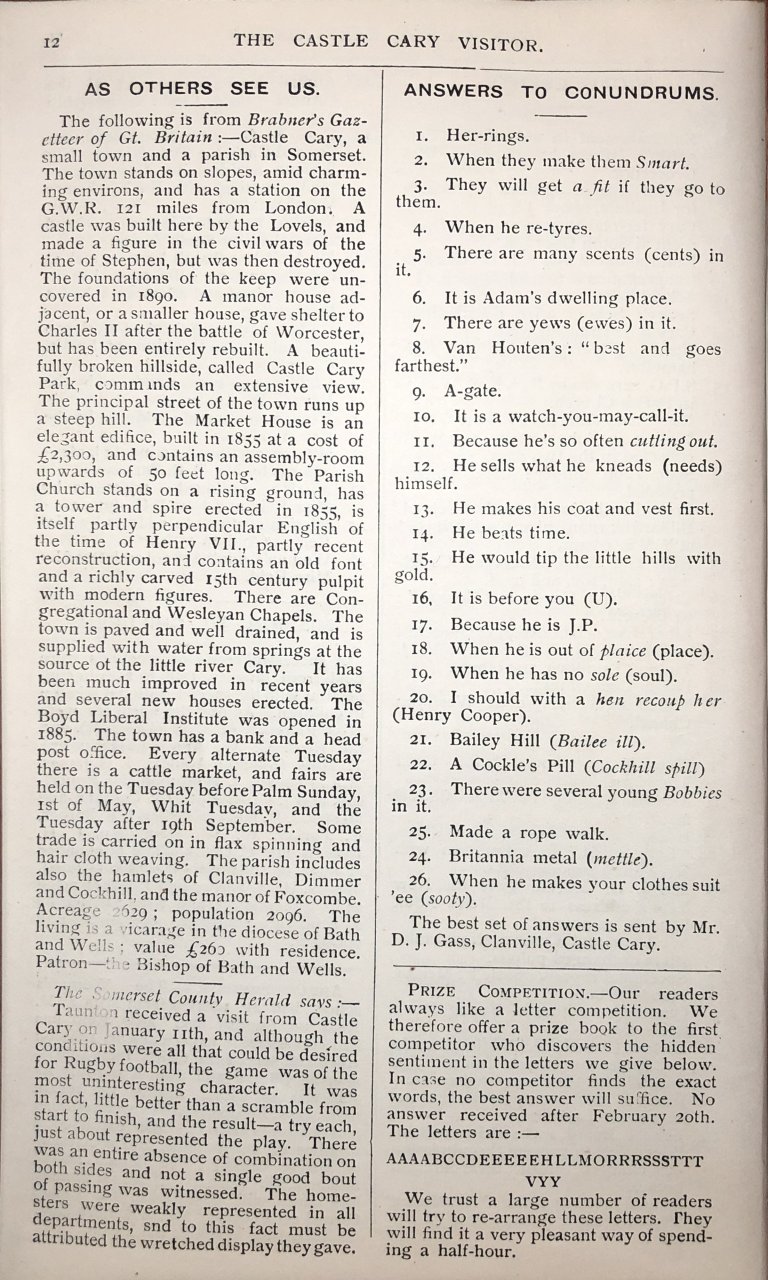 12
THE CASTLE CARY VISITOR.
AS OTHERS SEE US.
The following is from Brabner's Gaz-
etteer of Gt. Britain :—Castle Cary, a
small town and a parish in Somerset.
The town stands on slopes, amid charm-
ing environs, and has a station on the
G.W.R. 121 miles from London. A
castle was built here by the Lovels, and
made a figure in the civil wars of the
time of Stephen, but was then destroyed.
The foundations of the keep were un-
covered in 1890. A manor house ad-
jacent, or a smaller house, gave shelter to
Charles II after the battle of Worcester,
but has been entirely rebuilt. A beauti-
fully broken hillside, called Castle Cary
Park, comm nds an extensive view.
The principal street of the town runs up
a steep hill. The Market House is an
elegant edifice, built in 1855 at a cost of
£2,300, and contains an assembly-room
upwards of 50 feet long. The Parish
Church stands on a rising ground, has
a tower and spire erected in 1855, is
itself partly perpendicular English of
the time of Henry VII., partly recent
reconstruction, and contains an old font
and a richly carved 15th century pulpit
with modern figures. There are Con-
gregational and Wesleyan Chapels. The
town is paved and well drained, and is
supplied with water from springs at the
source ot the little river Cary. It has
been much improved in recent years
and several new houses erected. The
Boyd Liberal Institute was opened in
1885. The town has a bank and a head
post office. Every alternate Tuesday
there is a cattle market, and fairs are
held on the Tuesday before Palm Sunday,
1st of May, Whit Tuesday, and the
Tuesday after 19th September. Some
trade is carried on in flax spinning and
hair cloth weaving. The parish includes
also the hamlets of Clanville, Dimmer
and Cockhill, and the manor of Foxcombe.
Acreage 2629 ; population 2096. The
living is a vicarage in the diocese of Bath
and Wells ; value £260 with residence.
Patron—the Bishop of Bath and Wells.
The Somerset County Herald says :—
Taunton received a visit from Castle
Cary on January 11th, and although the
conditions were all that could be desired
for Rugby football, the game was of the
most uninteresting character. It was
in fact, little better than a scramble from
start to finish, and the result—a try each,
just about represented the play. There
was an entire absence of combination on
both sides and not a single good bout
of passing was witnessed. The home-
sters were weakly represented in all
departments, snd to this fact must be
attributed the wretched display they gave.
ANSWERS TO CONUNDRUMS.
1. Her-rings.
2. When they make them Smart.
3. They will get a fit if they go to
them.
4. When he re-tyres.
5. There are many scents (cents) in
it.
6. It is Adam's dwelling place.
7. There are yews (ewes) in it.
8. Van Houten's : "best and goes
farthest."
9. A-gate.
10. It is a watch-you-may-call-it.
11. Because he's so often cutting out.
12. He sells what he kneads (needs)
himself.
13. He makes his coat and vest first.
14. He beats time.
15. He would tip the little hills with
gold.
16, It is before you (U).
17. Because he is J.P.
18. When he is out of plaice (place).
19. When he has no sole (soul).
20. I should with a hen recoup her
(Henry Cooper).
21. Bailey Hill (Bailee ill).
22. A Cockle's Pill (Cockhill spill)
23. There were several young Bobbies
in it.
25. Made a rope walk.
24. Britannia metal (mettle).
26. When he makes your clothes suit
'ee (sooty).
The best set of answers is sent by Mr.
D. J. Gass, Clanville, Castle Cary.
PRIZE COMPETITION.—Our readers
always like a letter competition. We
therefore offer a prize book to the first
competitor who discovers the hidden
sentiment in the letters we give below.
In case no competitor finds the exact
words, the best answer will suffice. No
answer received after February 20th.
The letters are :—
AAAABCCDEEEEEEHLLMORRRSSSTTT
VYY
We trust a large number of readers
will try to re-arrange these letters. They
will find it a very pleasant way of spend-
ing a half-hour.